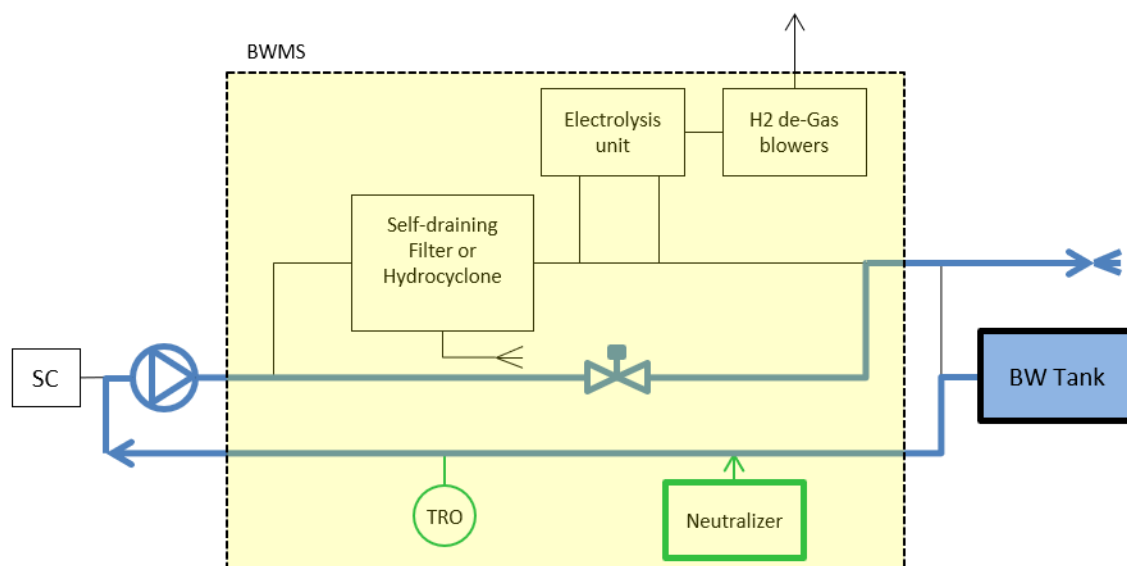 BWMS
Electrolysis
unit
H2 de-Gas
blowers
Self-draining
Filter or
Hydrocyclone
SC
BW Tank
TRO
Neutralizer